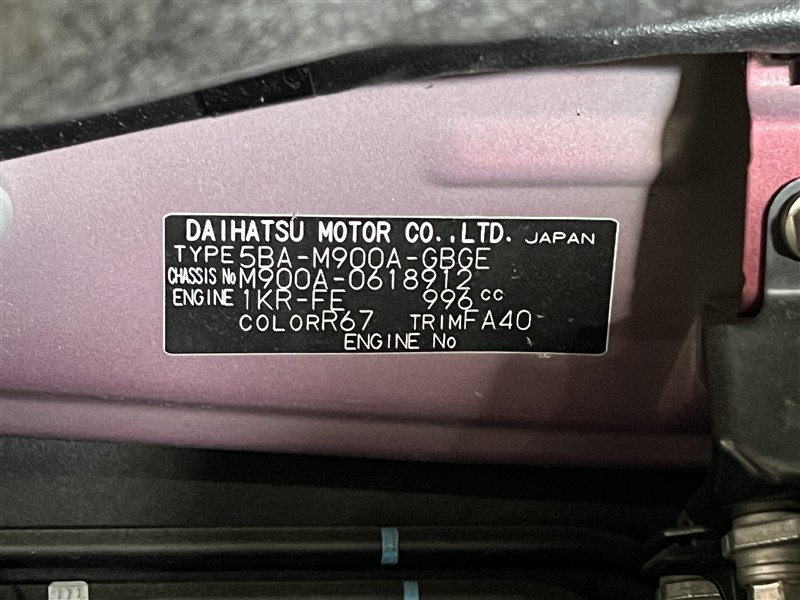 DAIHATSU MOTOR CO.,LTD. JAPAN
TYPE 5BA-M900A-GBGE
CHASSIS No M900A-0618912
ENGINE 1KR-FE 996 cc
COLOR R67 TRIM FA40
ENGINE No